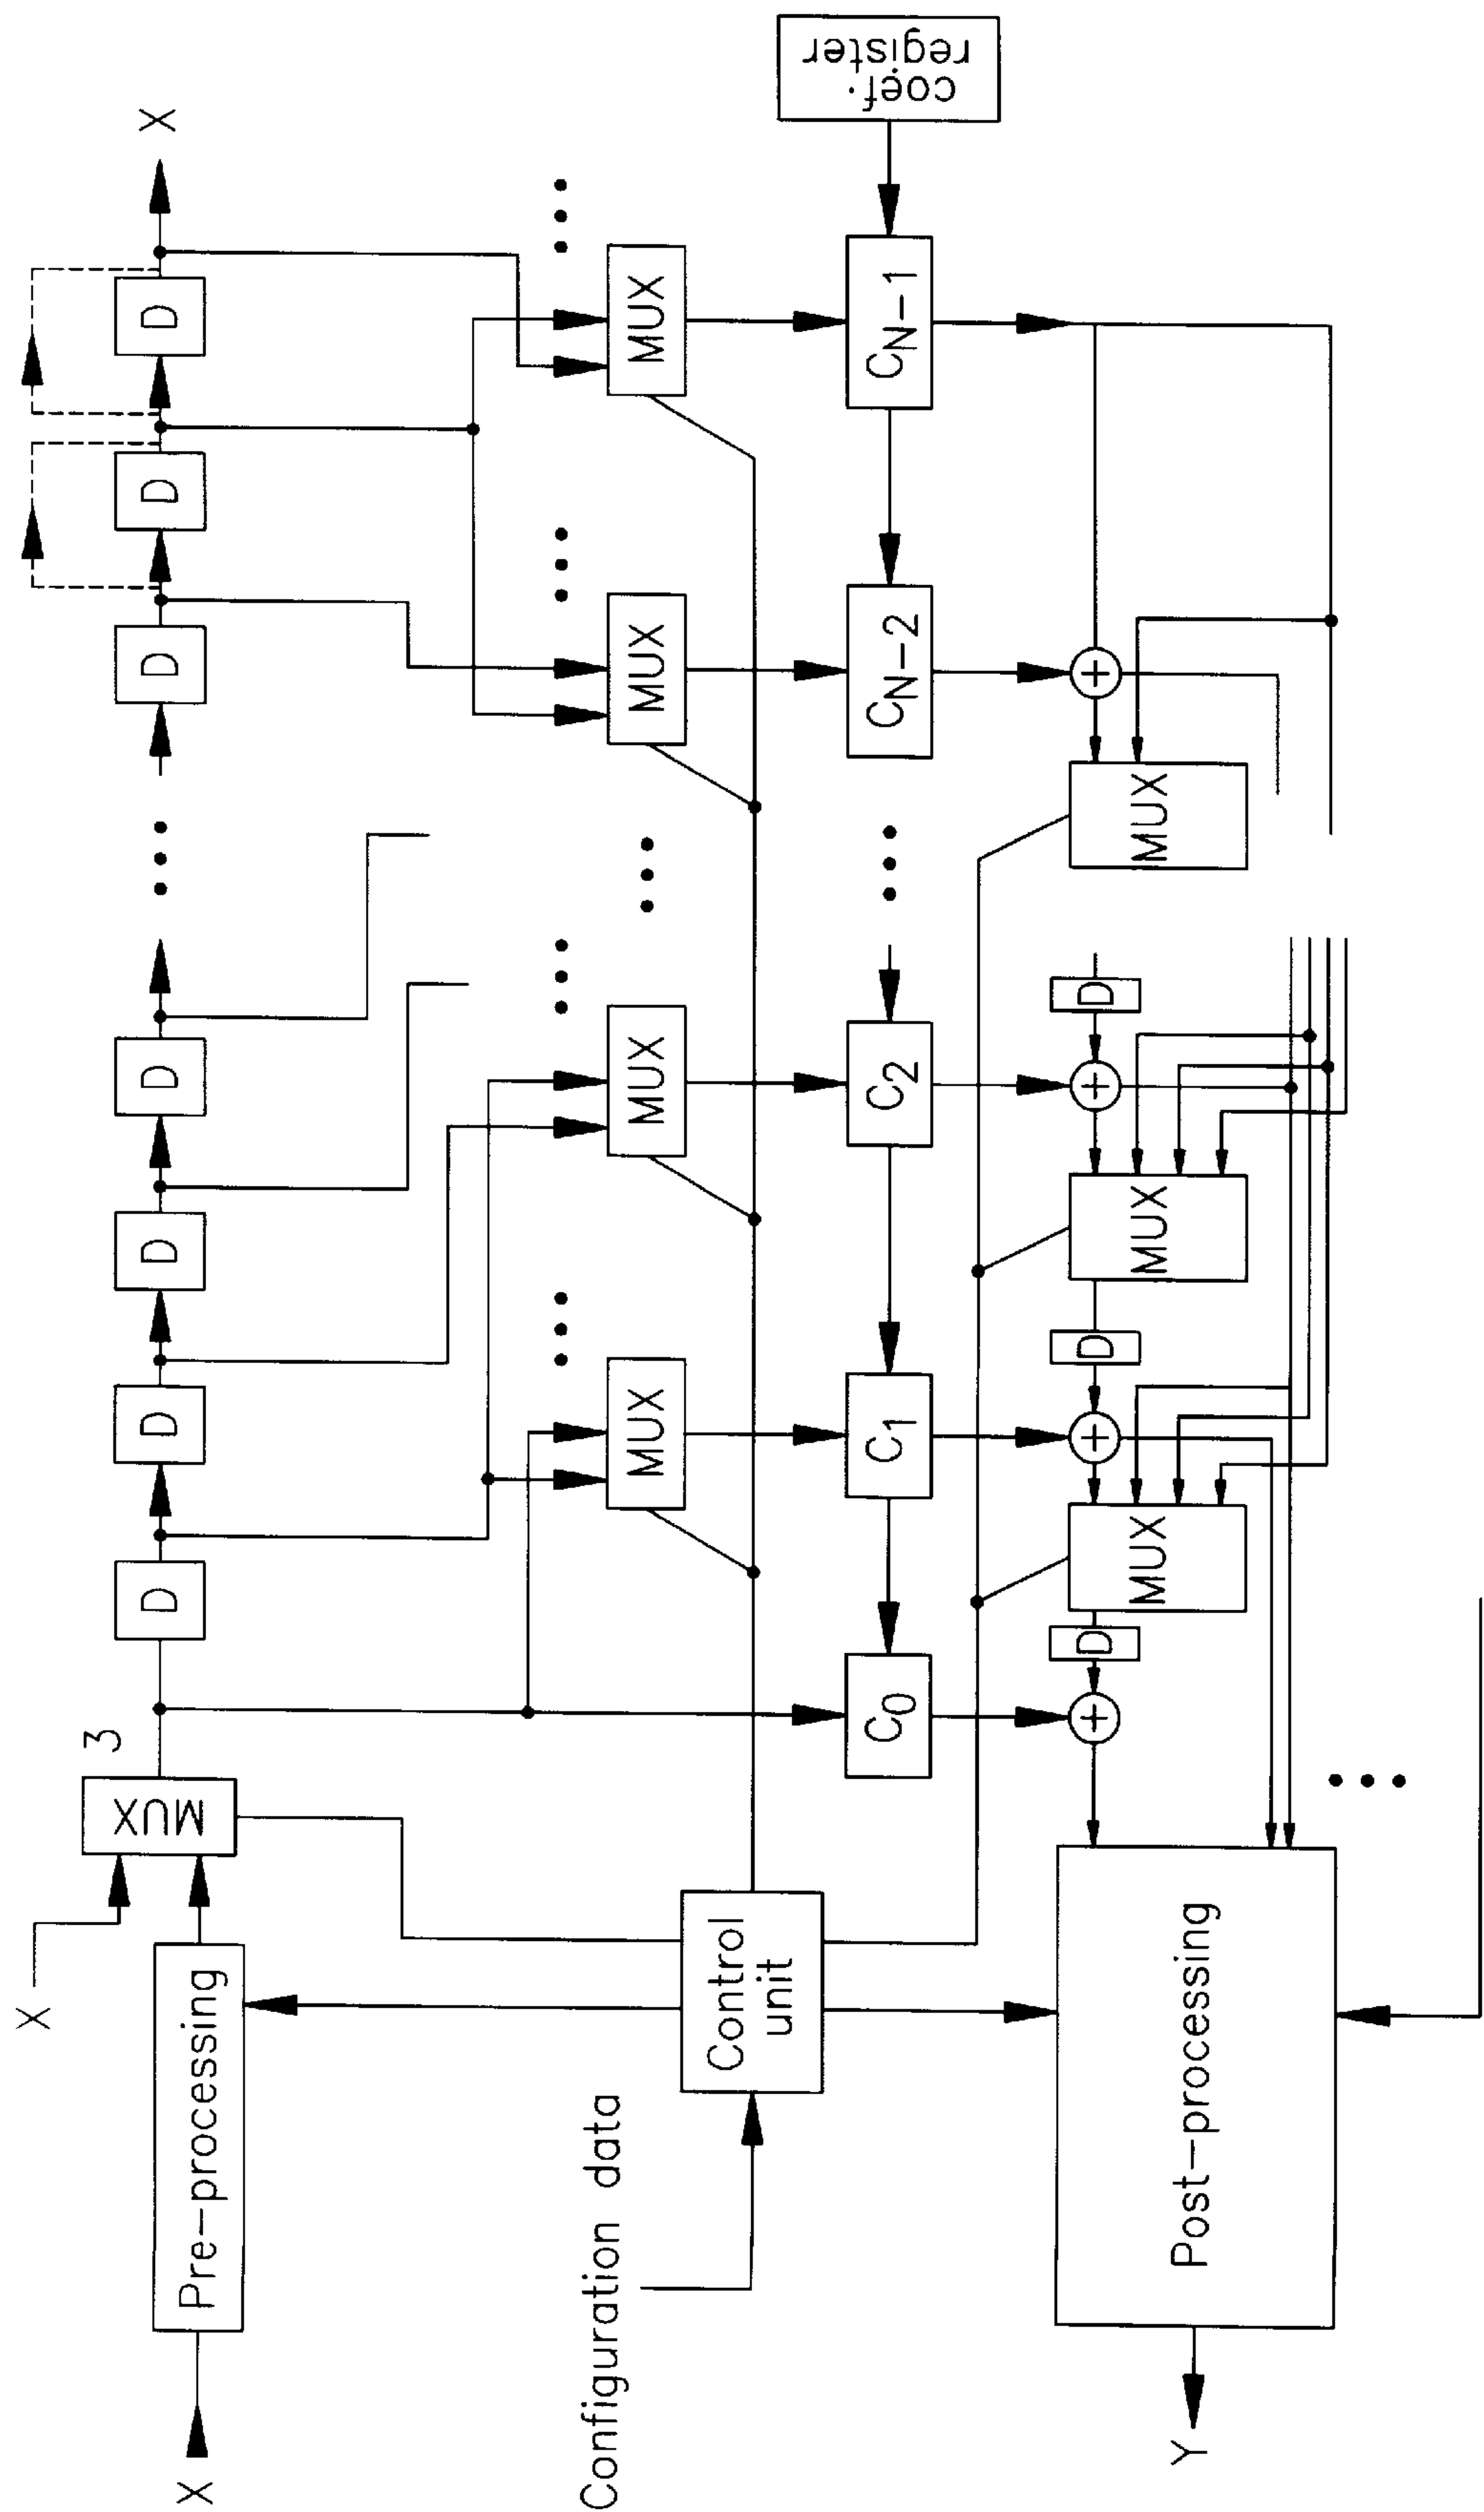 X
X
Pre-processing
MUX
3
D
D
D
D
D
D
D
X
Configuration data
Control
unit
MUX
MUX
MUX
MUX
C0
C1
C2
CN-2
CN-1
coef.
register
Y
Post-processing
D
MUX
D
MUX
D
MUX